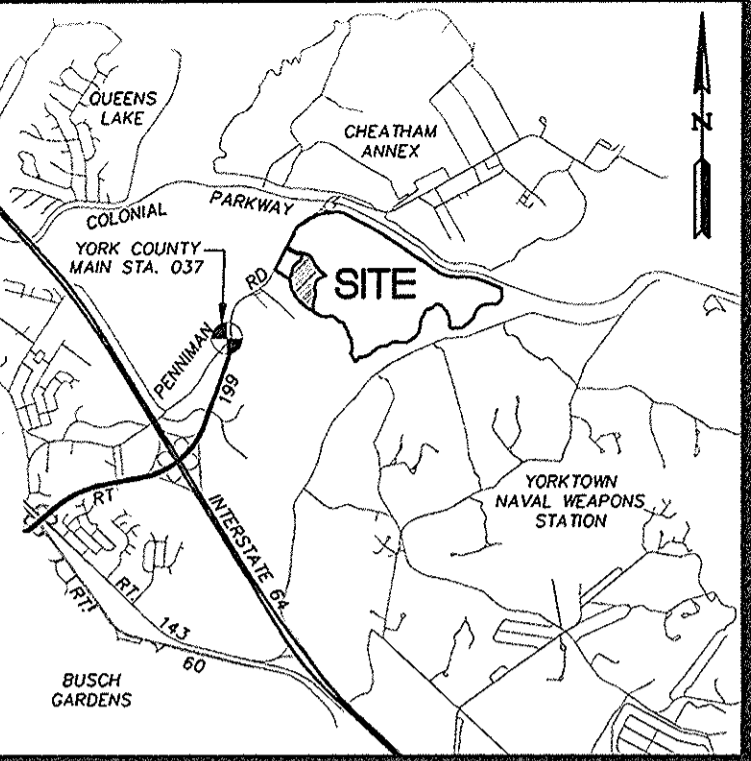 QUEENS
LAKE
CHEATHAM
ANNEX
N
COLONIAL PARKWAY
YORK COUNTY
MAIN STA. 037
PENNIMAN RD
SITE
199
RT
INTERSTATE 64
YORKTOWN
NAVAL WEAPONS
STATION
RT. 143
RT. 60
BUSCH
GARDENS